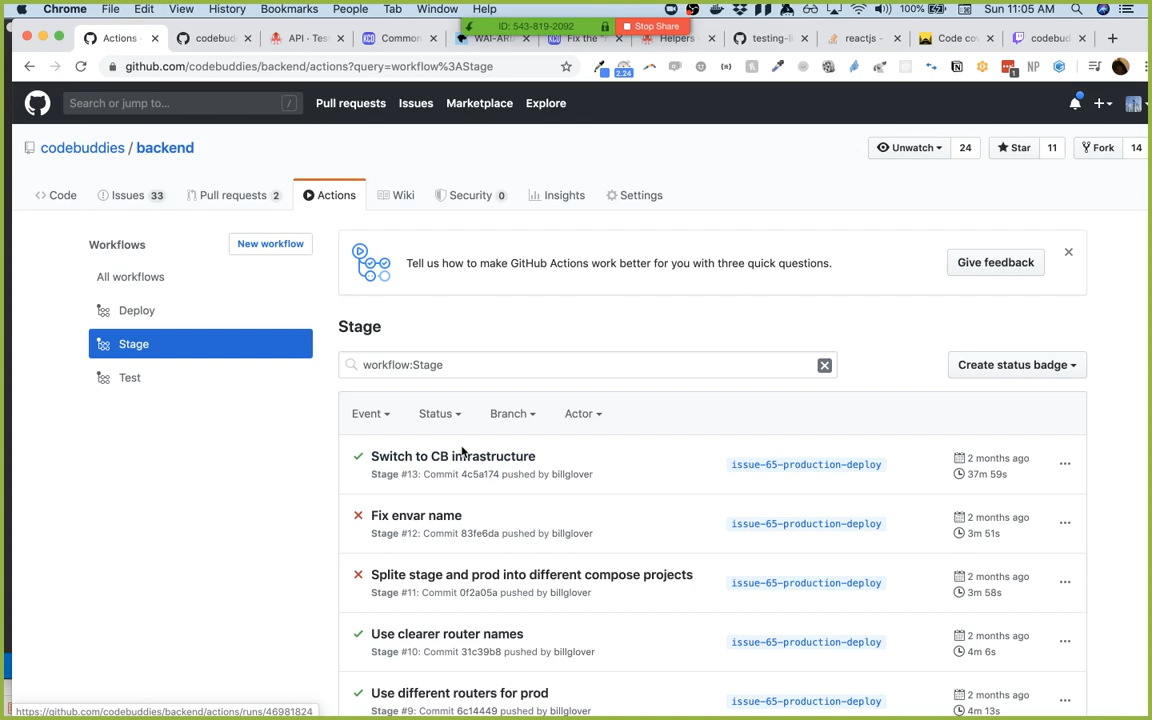 Chrome File Edit View History Bookmarks People Tab Window Help 100% Sun 11:05 AM
ID: 543-819-2092 Stop Share
Actions - codebud API - Tes Common WAI-ARI Fix the Helpers testing-li reactjs - Code co codebud
github.com/codebuddies/backend/actions?query=workflow%3AStage 2.24 1 NP
Search or jump to... / Pull requests Issues Marketplace Explore
codebuddies / backend Unwatch 24 Star 11 Fork 14
Code Issues 33 Pull requests 2 Actions Wiki Security 0 Insights Settings
Workflows New workflow
All workflows
Deploy
Stage
Test
Tell us how to make GitHub Actions work better for you with three quick questions. Give feedback
Stage
workflow:Stage Create status badge
Event Status Branch Actor
Switch to CB infrastructure issue-65-production-deploy 2 months ago
Stage #13: Commit 4c5a174 pushed by billglover 37m 59s
Fix envar name issue-65-production-deploy 2 months ago
Stage #12: Commit 83fe6da pushed by billglover 3m 51s
Splite stage and prod into different compose projects issue-65-production-deploy 2 months ago
Stage #11: Commit 0f2a05a pushed by billglover 3m 58s
Use clearer router names issue-65-production-deploy 2 months ago
Stage #10: Commit 31c39b8 pushed by billglover 4m 6s
Use different routers for prod issue-65-production-deploy 2 months ago
Stage #9: Commit 6c14449 pushed by billglover 4m 13s
https://github.com/codebuddies/backend/actions/runs/46981824